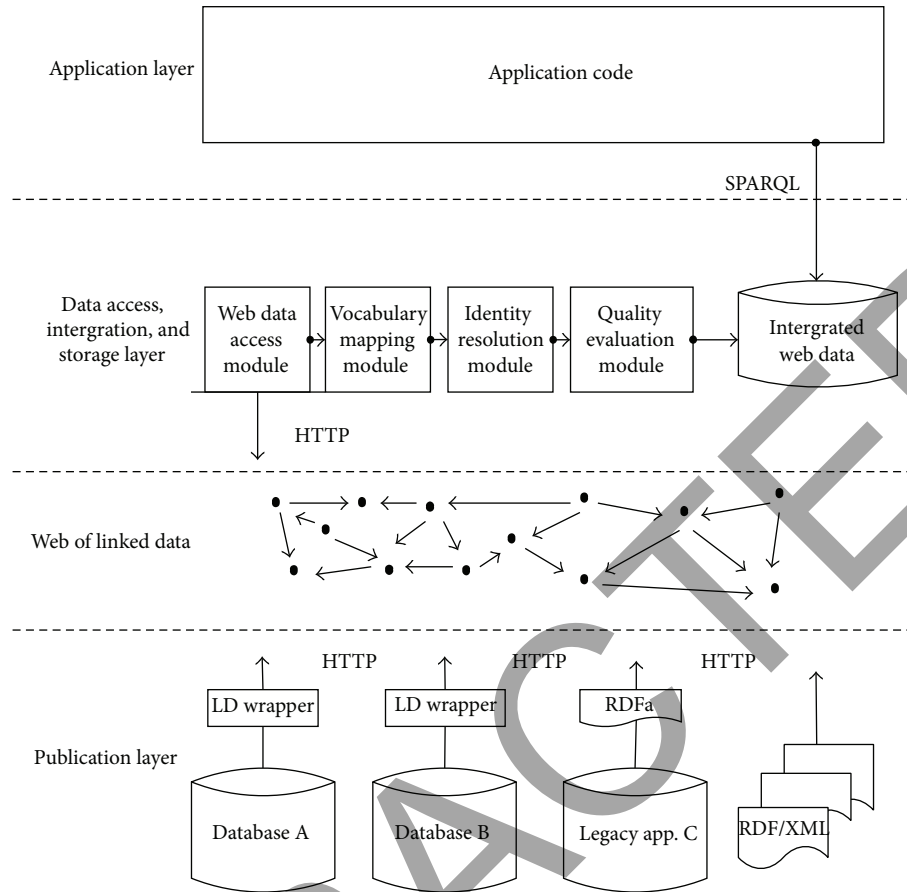 Application layer
Application code
SPARQL
Data access,
intergration, and
storage layer
Web data
access
module
Vocabulary
mapping
module
Identity
resolution
module
Quality
evaluation
module
Intergrated
web data
HTTP
Web of linked data
HTTP
HTTP
HTTP
LD wrapper
LD wrapper
RDFa
Publication layer
Database A
Database B
Legacy app. C
RDF/XML